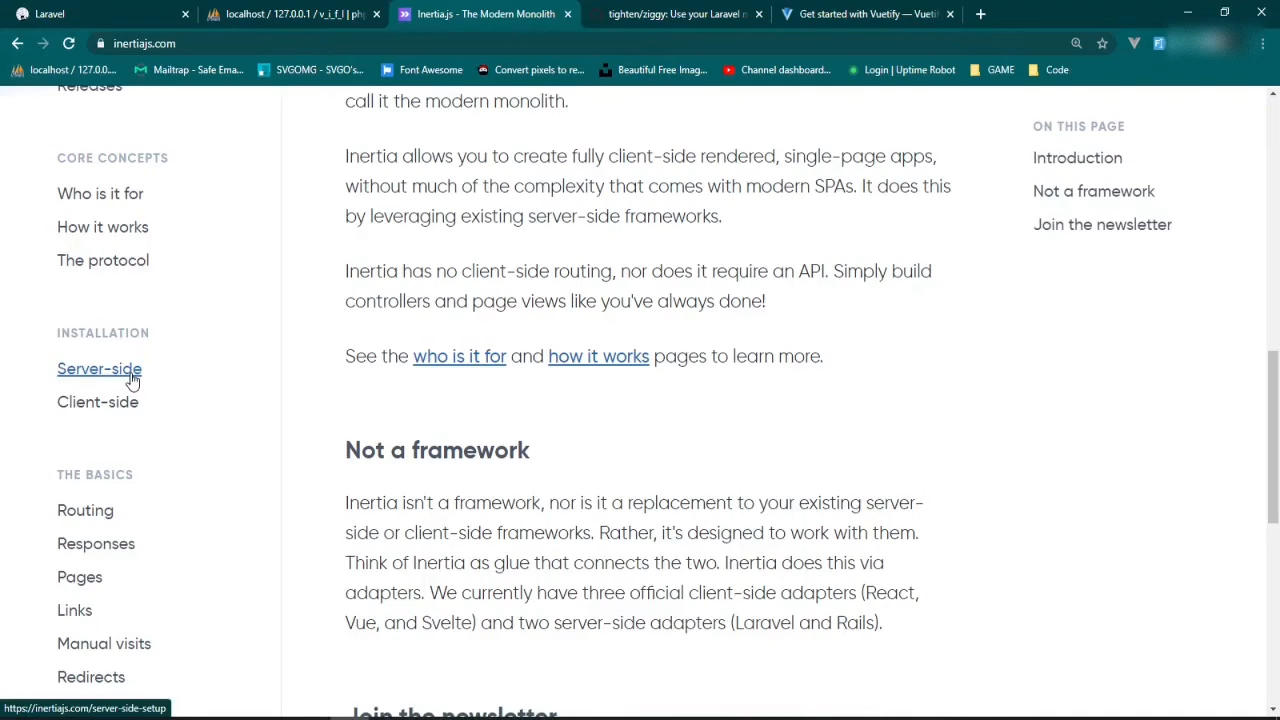 Laravel
localhost / 127.0.0.1 / v_i_f_l | ph
Inertia.js - The Modern Monolith
tighten/ziggy: Use your Laravel n
Get started with Vuetify — Vueti
inertiajs.com
localhost / 127.0.0....
Mailtrap - Safe Ema...
SVGOMG - SVGO's...
Font Awesome
Convert pixels to re...
Beautiful Free Imag...
Channel dashboard...
Login | Uptime Robot
GAME
Code
Releases
CORE CONCEPTS
Who is it for
How it works
The protocol
INSTALLATION
Server-side
Client-side
THE BASICS
Routing
Responses
Pages
Links
Manual visits
Redirects
call it the modern monolith.
Inertia allows you to create fully client-side rendered, single-page apps,
without much of the complexity that comes with modern SPAs. It does this
by leveraging existing server-side frameworks.
Inertia has no client-side routing, nor does it require an API. Simply build
controllers and page views like you've always done!
See the who is it for and how it works pages to learn more.
Not a framework
Inertia isn't a framework, nor is it a replacement to your existing server-
side or client-side frameworks. Rather, it's designed to work with them.
Think of Inertia as glue that connects the two. Inertia does this via
adapters. We currently have three official client-side adapters (React,
Vue, and Svelte) and two server-side adapters (Laravel and Rails).
Join the newsletter
ON THIS PAGE
Introduction
Not a framework
Join the newsletter
https://inertiajs.com/server-side-setup